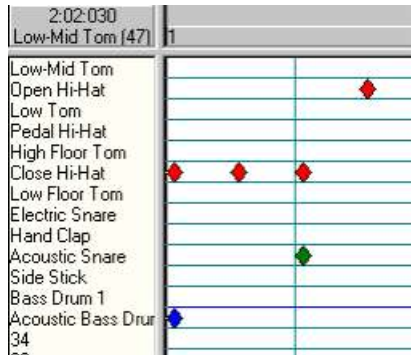 2:02:030
Low-Mid Tom (47) 1
Low-Mid Tom
Open Hi-Hat
Low Tom
Pedal Hi-Hat
High Floor Tom
Close Hi-Hat
Low Floor Tom
Electric Snare
Hand Clap
Acoustic Snare
Side Stick
Bass Drum 1
Acoustic Bass Drur
34